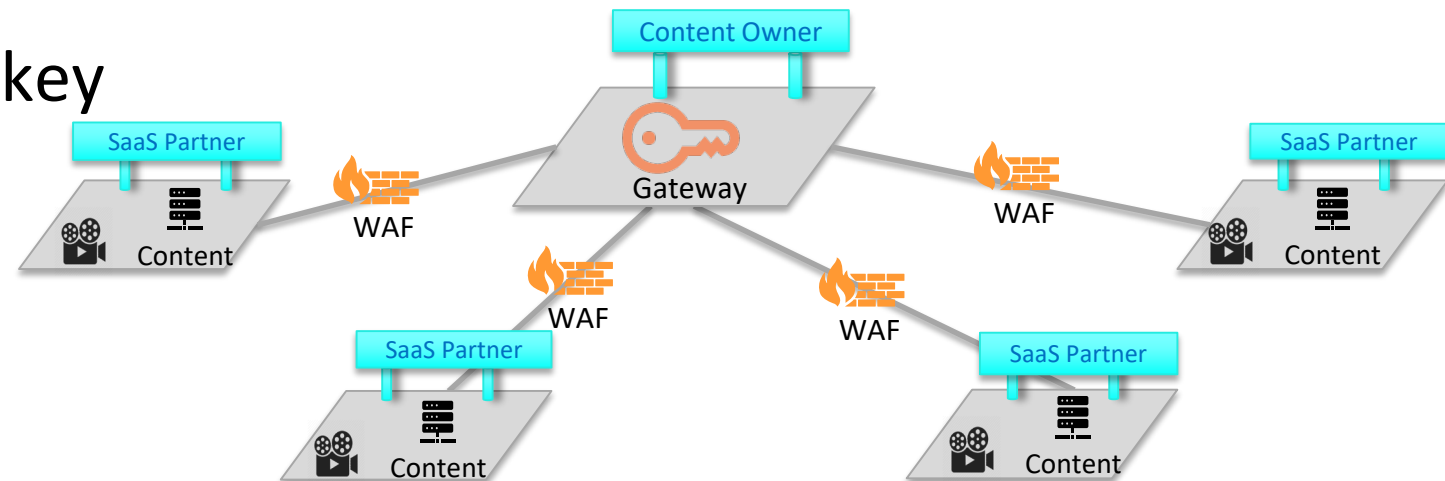 Content Owner
key
SaaS Partner
SaaS Partner
Gateway
WAF
WAF
Content
Content
WAF
WAF
SaaS Partner
SaaS Partner
Content
Content